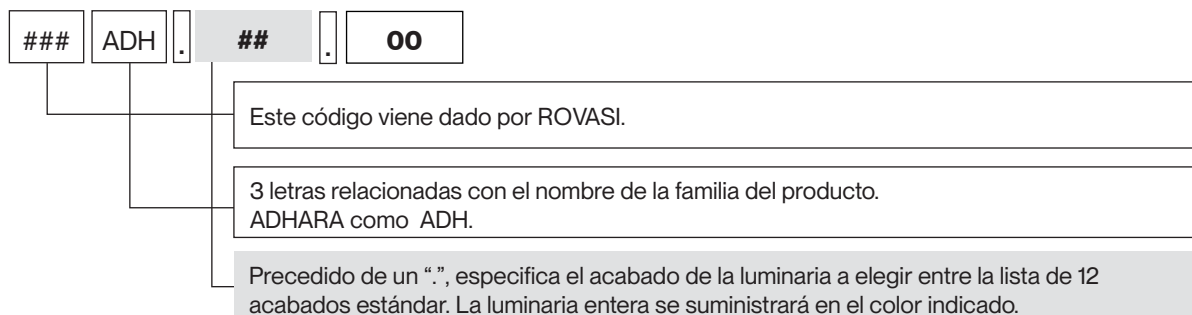 ### ADH . ## . 00
Este código viene dado por ROVASI.
3 letras relacionadas con el nombre de la familia del producto.
ADHARA como  ADH.
Precedido de un “.”, especifica el acabado de la luminaria a elegir entre la lista de 12
acabados estándar. La luminaria entera se suministrará en el color indicado.